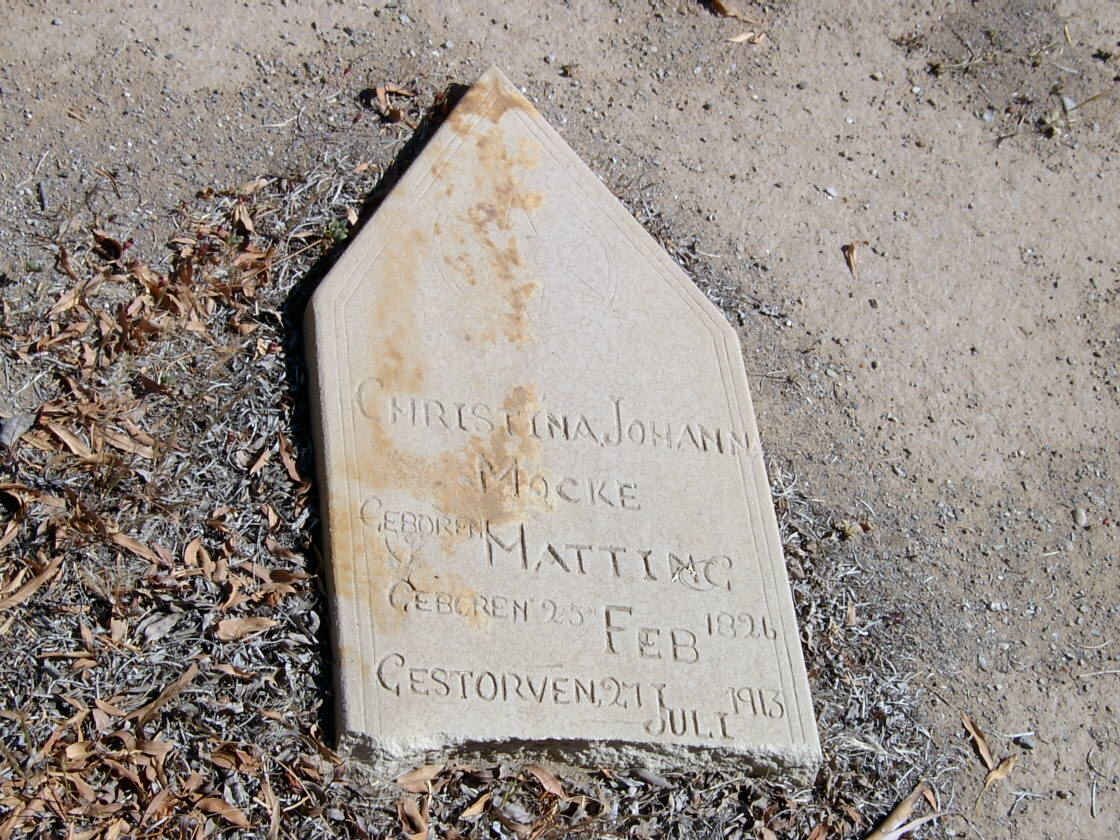 CHRISTINA JOHANNA
MOCKE
GEBOREN MATTING
GEBOREN 25 FEB 1826
GESTORVEN 27 JULI 1913